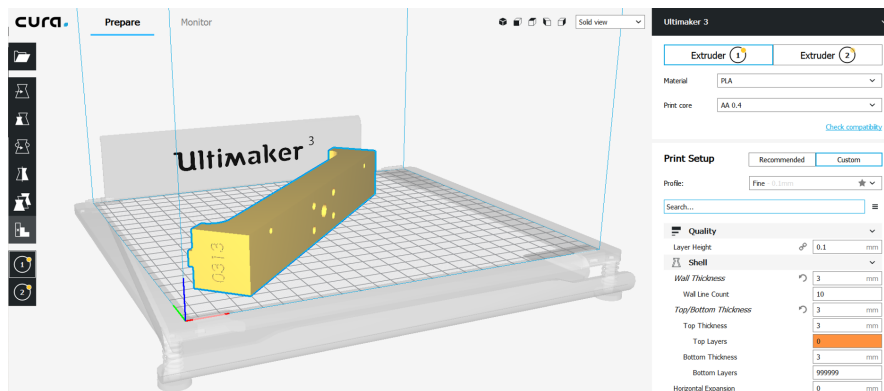 cura. Prepare Monitor Solid view Ultimaker 3
Extruder 1 Extruder 2
Material PLA
Print core AA 0.4
Check compatibility
Print Setup Recommended Custom
Profile: Fine - 0.1mm
Search...
Quality
Layer Height 0.1 mm
Shell
Wall Thickness 3 mm
Wall Line Count 10
Top/Bottom Thickness 3 mm
Top Thickness 3 mm
Top Layers 0
Bottom Thickness 3 mm
Bottom Layers 999999
Horizontal Expansion 0 mm
Ultimaker 3
0313
1
2